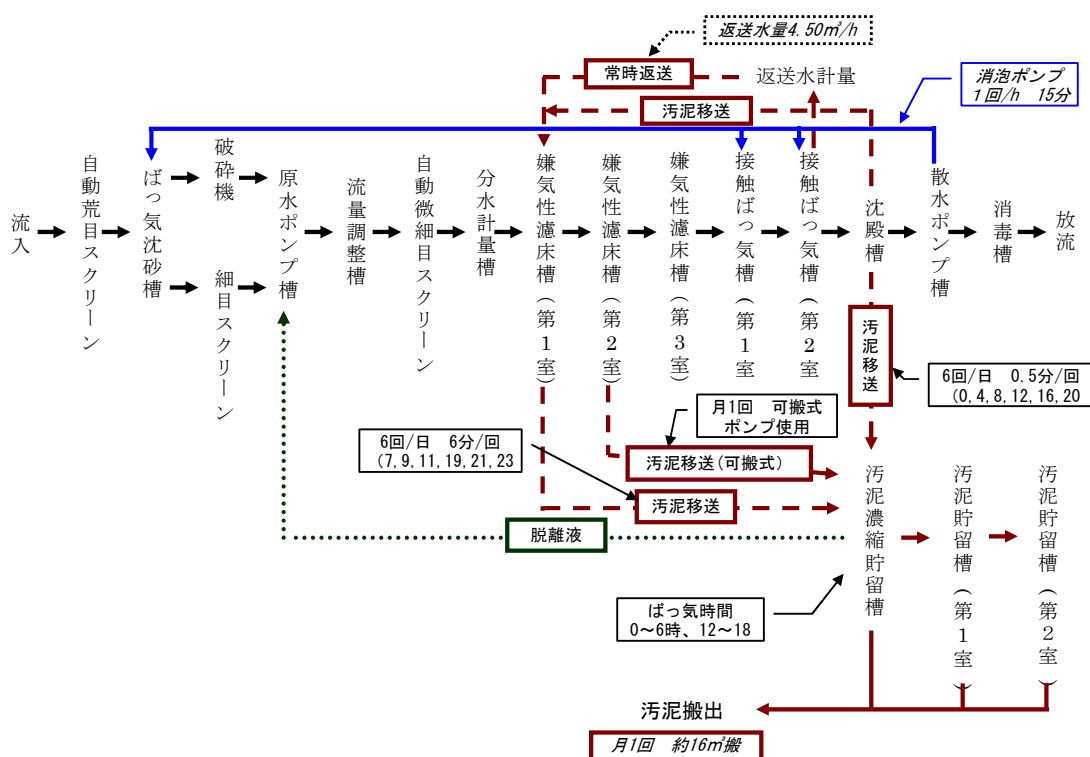 返送水量4.50㎥/h
常時返送
返送水計量
消泡ポンプ
1回/h 15分
汚泥移送
流入
自動荒目スクリーン
ばっ気沈砂槽
破砕機
細目スクリーン
原水ポンプ槽
流量調整槽
自動微細目スクリーン
分水計量槽
嫌気性濾床槽(第1室)
嫌気性濾床槽(第2室)
嫌気性濾床槽(第3室)
接触ばっ気槽(第1室
接触ばっ気槽(第2室
沈殿槽
散水ポンプ槽
消毒槽
放流
汚泥移送
6回/日 0.5分/回
(0,4,8,12,16,20
月1回 可搬式
ポンプ使用
6回/日 6分/回
(7,9,11,19,21,23
汚泥移送(可搬式)
汚泥移送
脱離液
汚泥濃縮貯留槽
汚泥貯留槽(第1室)
汚泥貯留槽(第2室)
ばっ気時間
0～6時、12～18
汚泥搬出
月1回 約16㎥搬